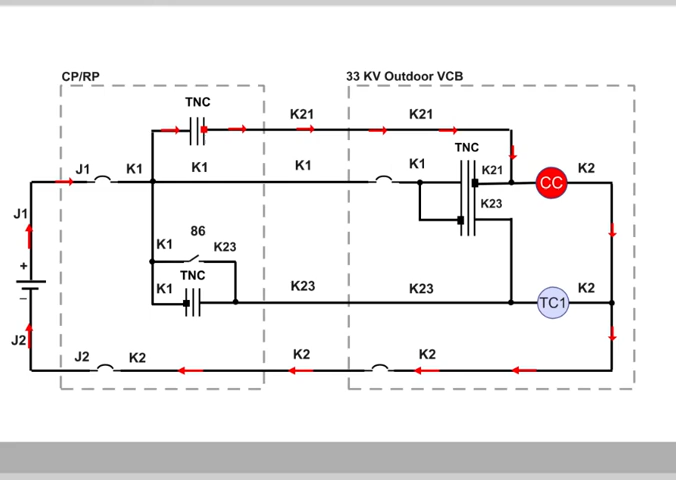 CP/RP
33 KV Outdoor VCB
TNC
K21
K21
TNC
J1
K1
K1
K1
K1
K21
CC
K2
K23
J1
86
K1
K23
+
TNC
K1
K23
K23
TC1
K2
–
J2
J2
K2
K2
K2